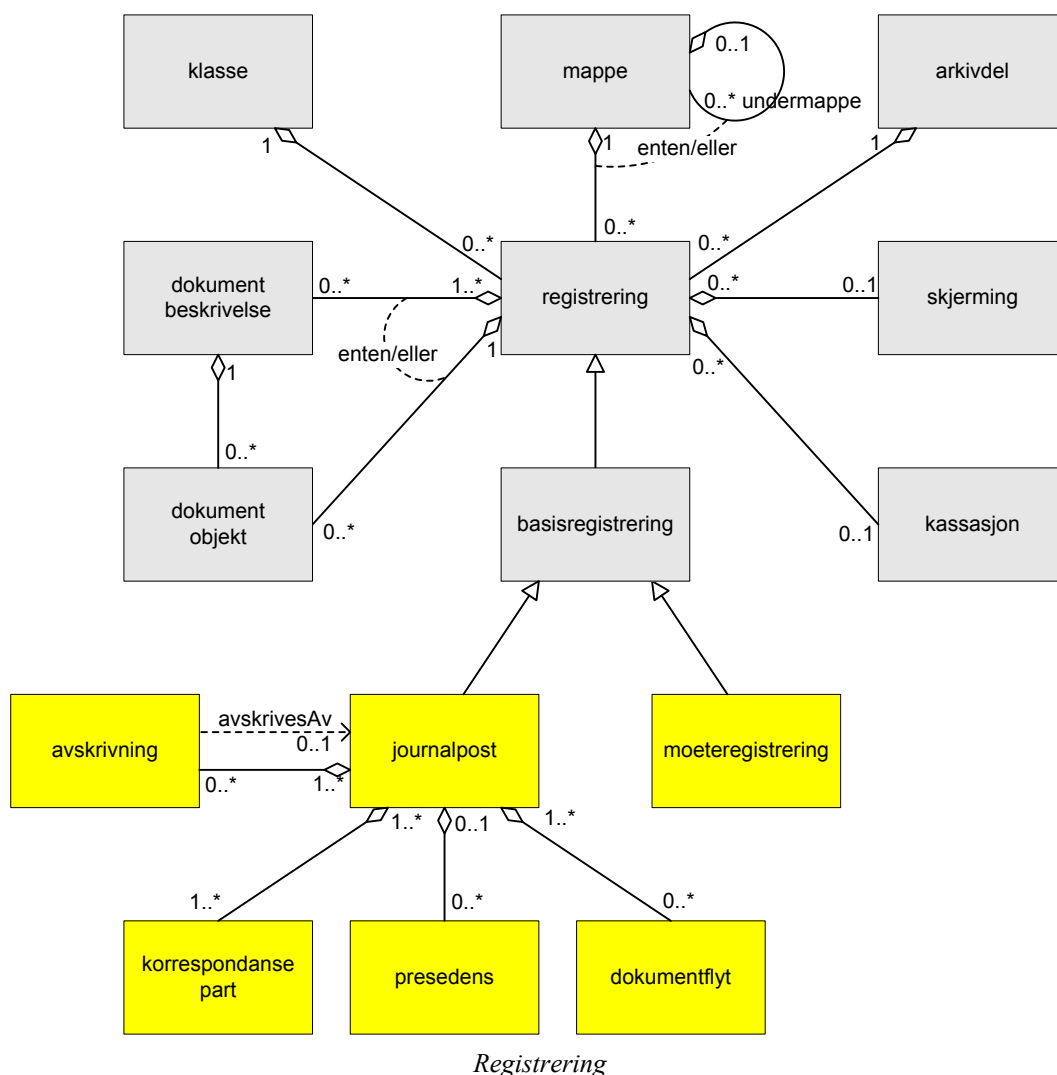 klasse
mappe
arkivdel
0..1
0..* undermappe
1
1
enten/eller
1
0..*
0..*
0..*
dokument
beskrivelse
0..*
1..*
registrering
0..*
0..1
skjerming
enten/eller
1
0..*
1
0..*
dokument
objekt
0..*
basisregistrering
0..1
kassasjon
avskrivning
avskrivesAv
0..1
journalpost
moeteregistrering
0..*
1..*
1..*
0..1
1..*
1..*
0..*
0..*
korrespondanse
part
presedens
dokumentflyt
Registrering